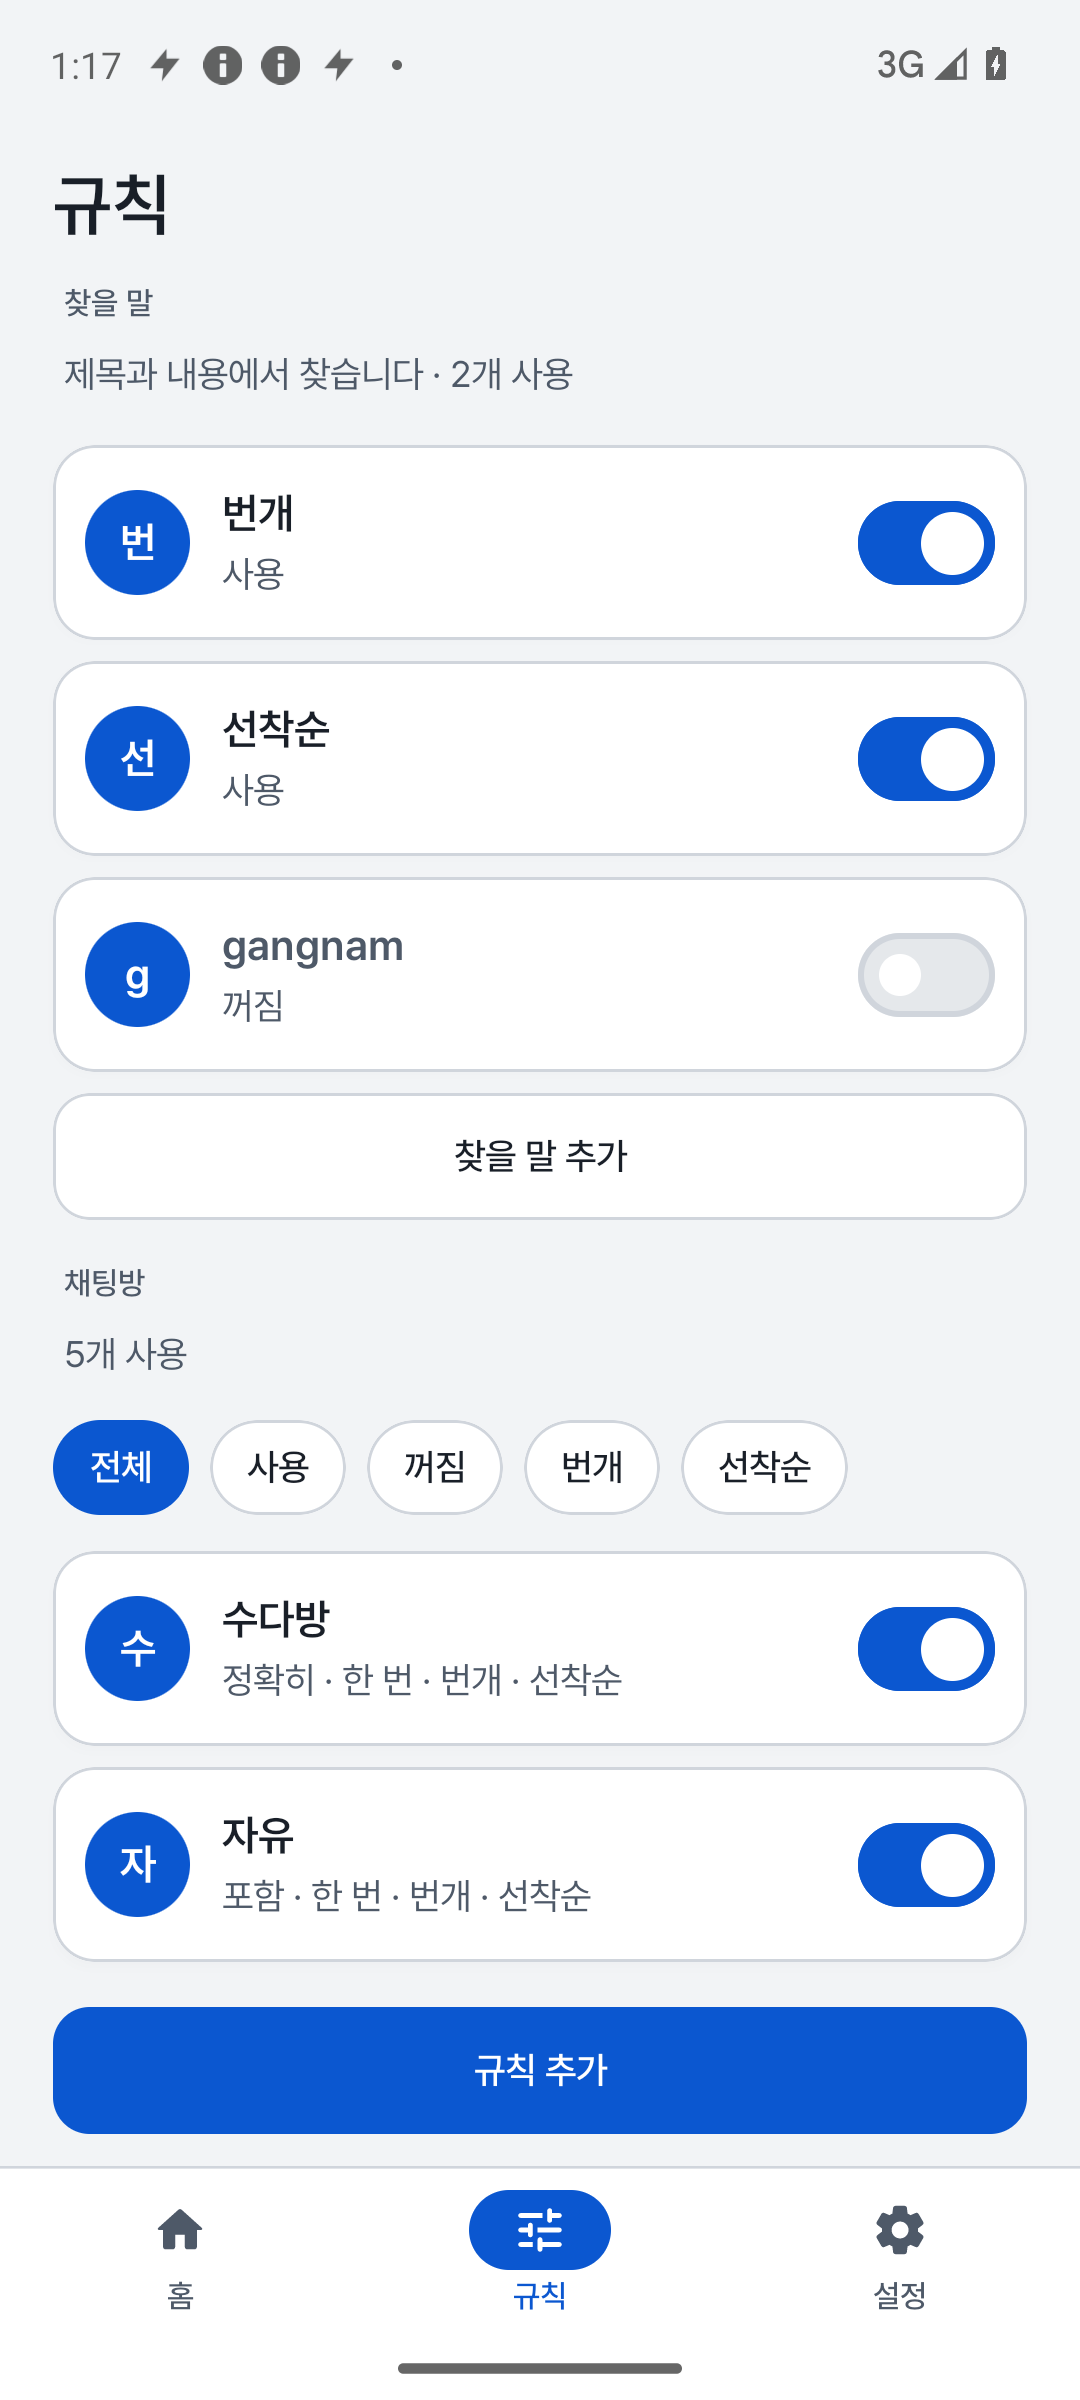 1:17
3G
규칙
찾을 말
제목과 내용에서 찾습니다 · 2개 사용
번
번개
사용
선
선착순
사용
g
gangnam
꺼짐
찾을 말 추가
채팅방
5개 사용
전체 사용 꺼짐 번개 선착순
수
수다방
정확히 · 한 번 · 번개 · 선착순
자
자유
포함 · 한 번 · 번개 · 선착순
규칙 추가
홈 규칙 설정